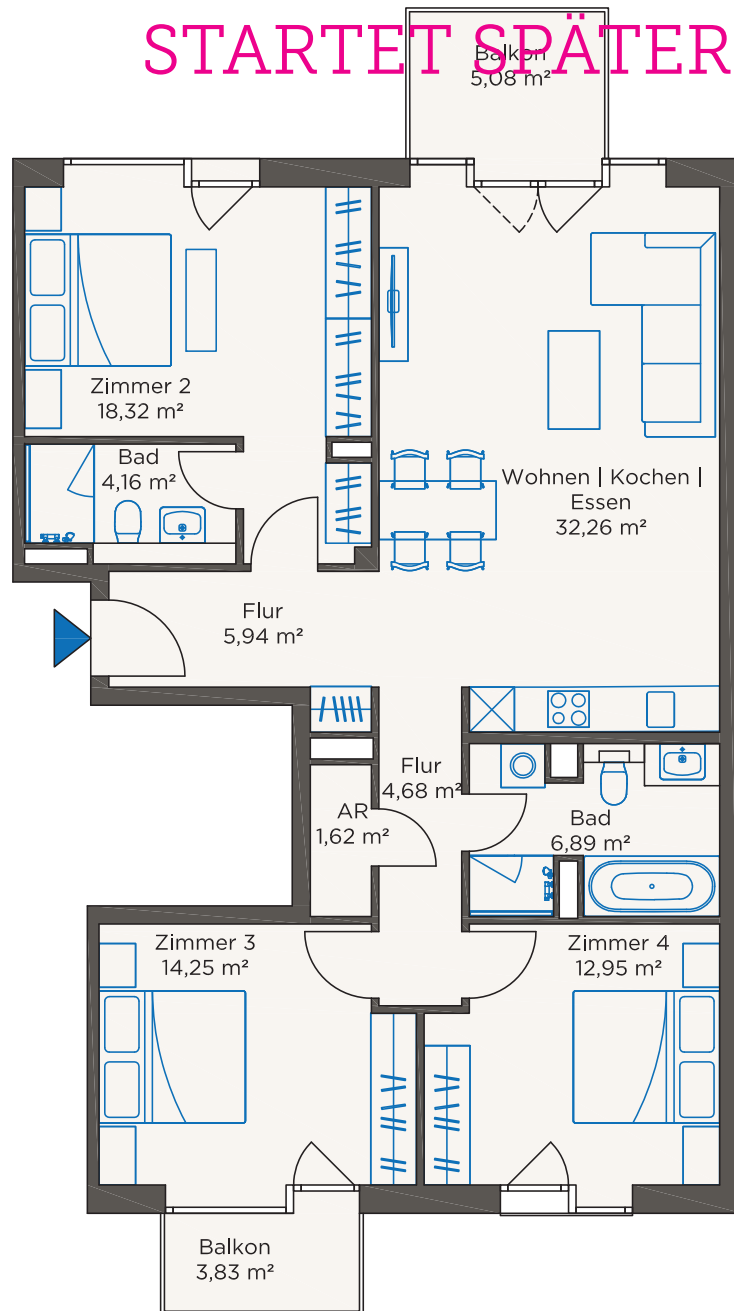 STARTET SPÄTER
Balkon
5,08 m²
Zimmer 2
18,32 m²
Bad
4,16 m²
Wohnen | Kochen |
Essen
32,26 m²
Flur
5,94 m²
Flur
4,68 m²
AR
1,62 m²
Bad
6,89 m²
Zimmer 3
14,25 m²
Zimmer 4
12,95 m²
Balkon
3,83 m²